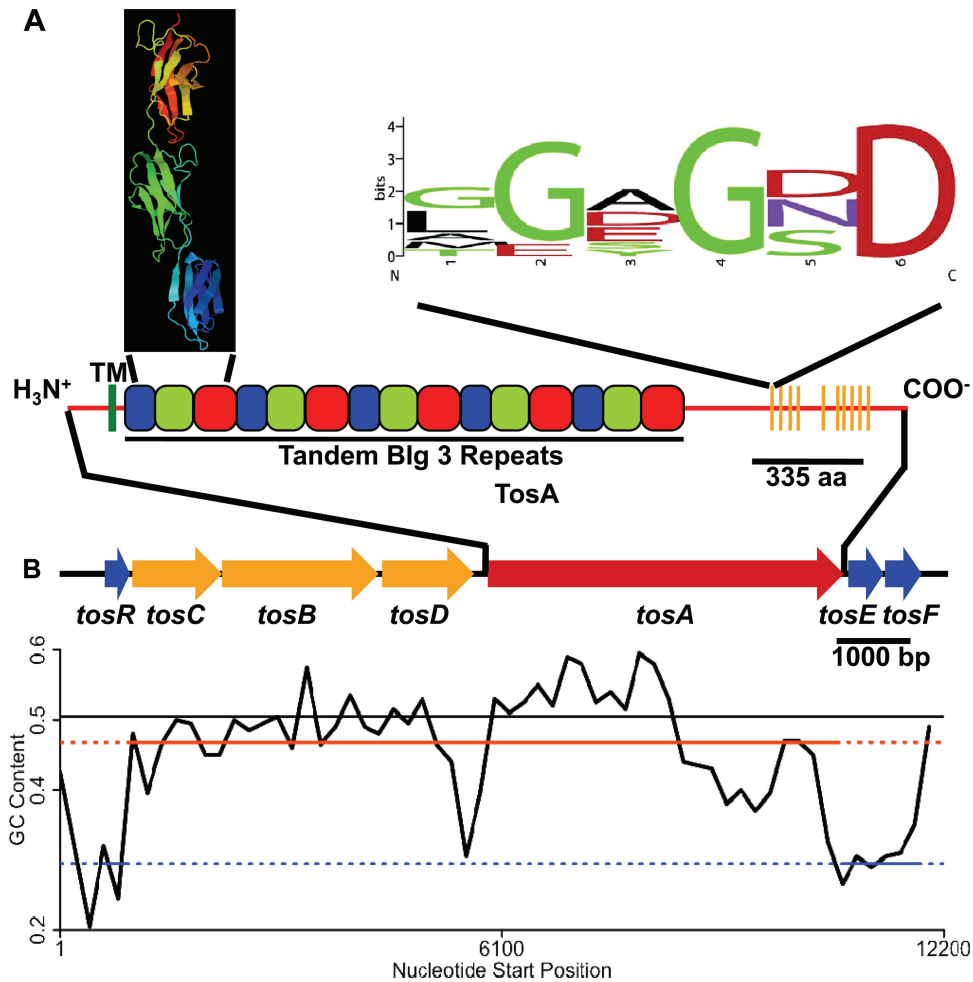 A
4
3
2
1
0
bits
G
L
A
V
T
G
E
A
D
E
S
T
G
D
N
S
D
N
1
2
3
4
5
6
C
H3N+
TM
COO-
Tandem BIg 3 Repeats
335 aa
TosA
B
tosR
tosC
tosB
tosD
tosA
tosE
tosF
1000 bp
0.6
0.5
0.4
0.2
GC Content
1
6100
12200
Nucleotide Start Position